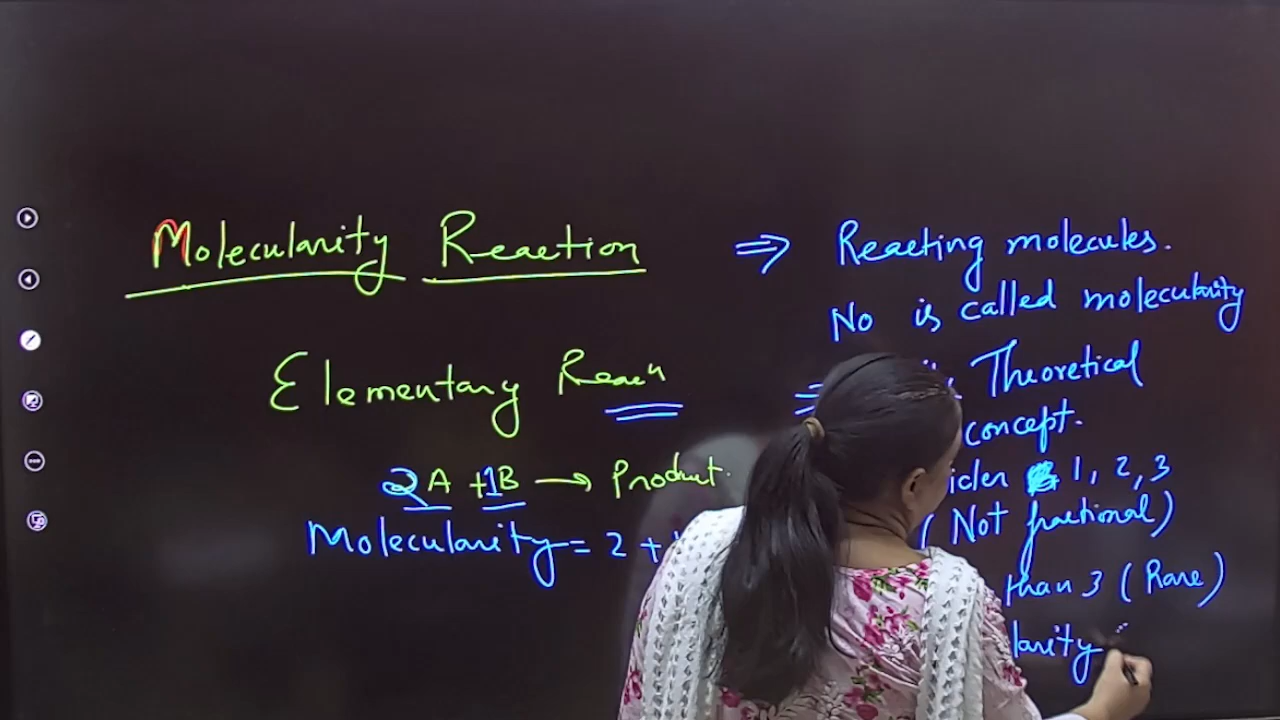 Molecularity Reaction
Elementary Reacn
2A + 1B → Product.
Molecularity = 2 +
⇒ Reacting molecules.
No is called molecularity
Theoretical
concept.
1, 2, 3
(Not fractional)
than 3 (Rare)
larity